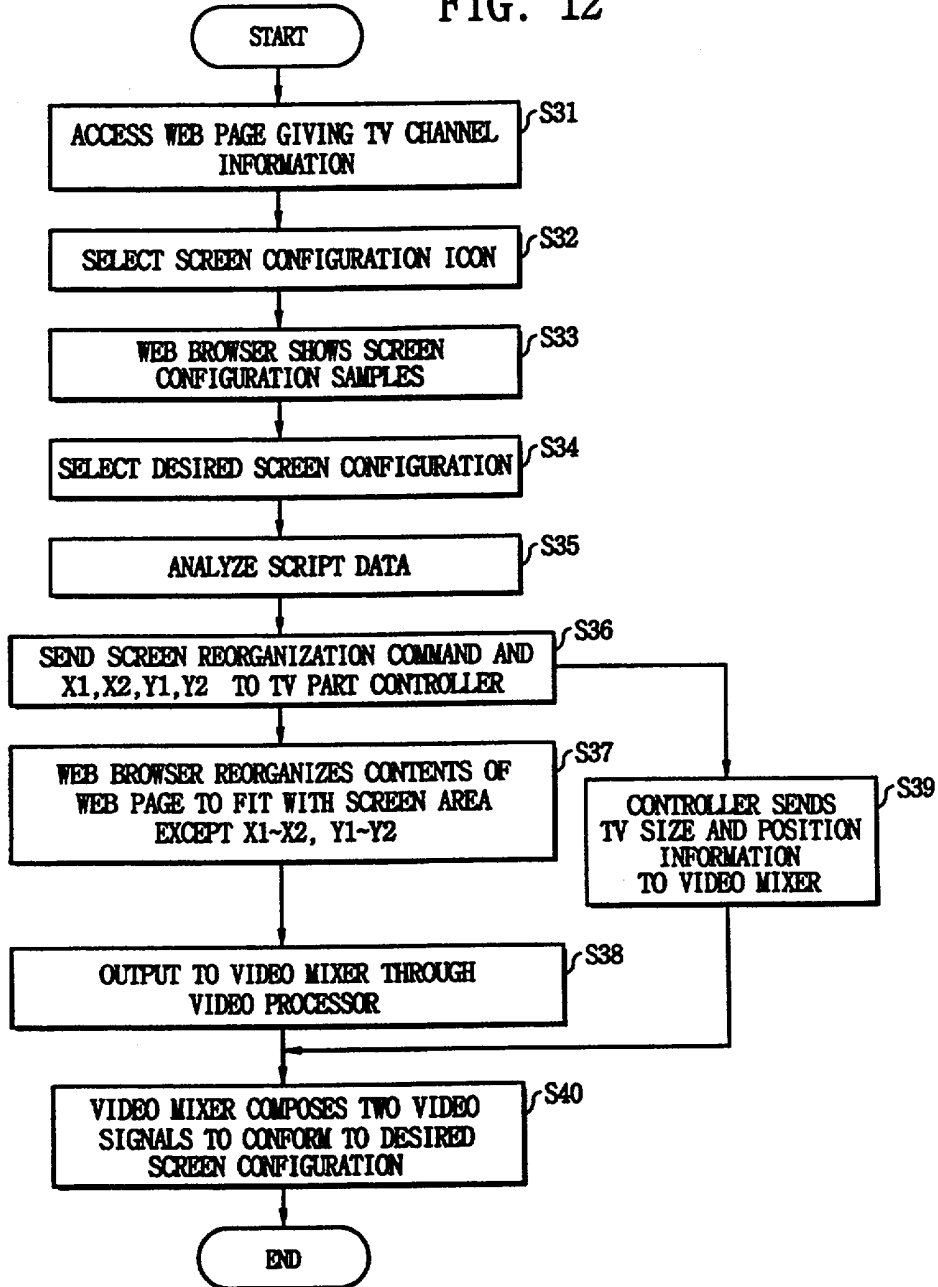 FIG. 12
START
S31
ACCESS WEB PAGE GIVING TV CHANNEL
INFORMATION
S32
SELECT SCREEN CONFIGURATION ICON
S33
WEB BROWSER SHOWS SCREEN
CONFIGURATION SAMPLES
S34
SELECT DESIRED SCREEN CONFIGURATION
S35
ANALYZE SCRIPT DATA
S36
SEND SCREEN REORGANIZATION COMMAND AND
X1,X2,Y1,Y2 TO TV PART CONTROLLER
S37
WEB BROWSER REORGANIZES CONTENTS OF
WEB PAGE TO FIT WITH SCREEN AREA
EXCEPT X1~X2, Y1~Y2
S39
CONTROLLER SENDS
TV SIZE AND POSITION
INFORMATION
TO VIDEO MIXER
S38
OUTPUT TO VIDEO MIXER THROUGH
VIDEO PROCESSOR
S40
VIDEO MIXER COMPOSES TWO VIDEO
SIGNALS TO CONFORM TO DESIRED
SCREEN CONFIGURATION
END